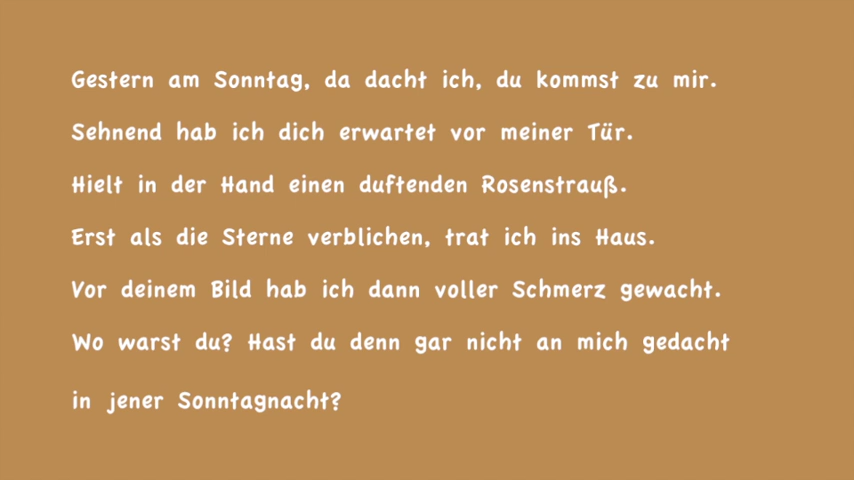 Gestern am Sonntag, da dacht ich, du kommst zu mir.
Sehnend hab ich dich erwartet vor meiner Tür.
Hielt in der Hand einen duftenden Rosenstrauß.
Erst als die Sterne verblichen, trat ich ins Haus.
Vor deinem Bild hab ich dann voller Schmerz gewacht.
Wo warst du? Hast du denn gar nicht an mich gedacht
in jener Sonntagnacht?